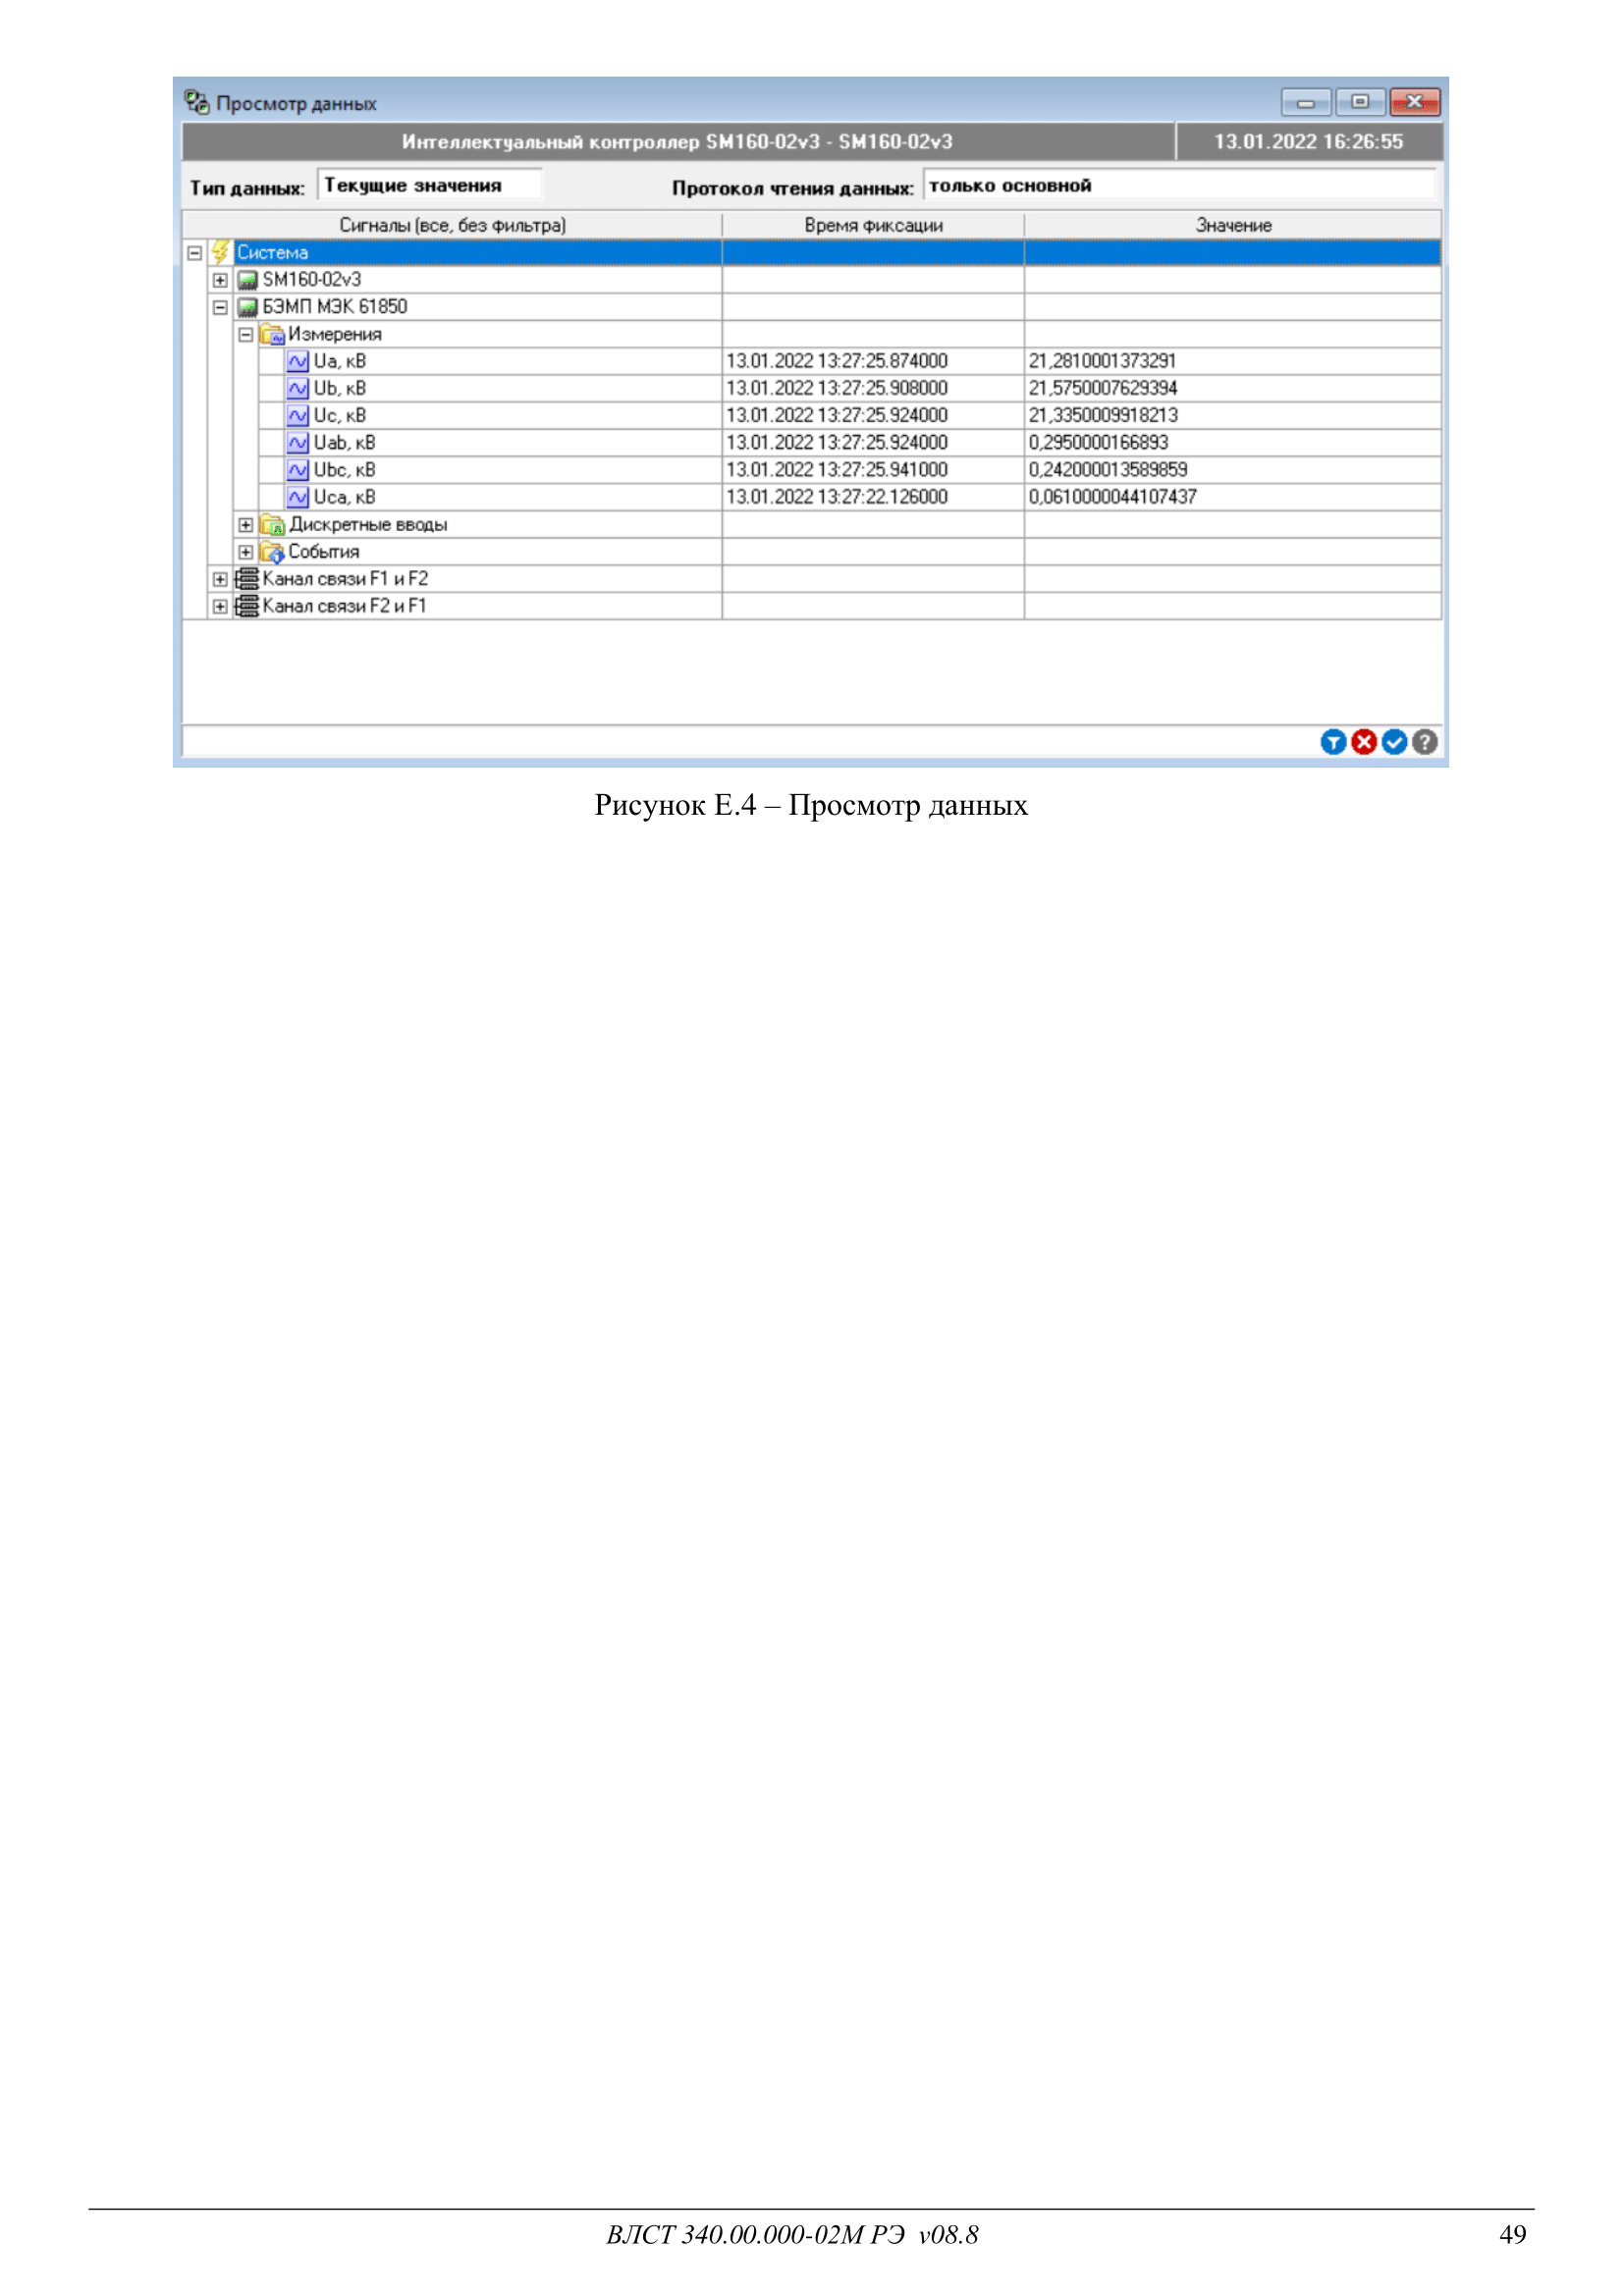 Просмотр данных
Интеллектуальный контроллер SM160-02v3 - SM160-02v3 13.01.2022 16:26:55
Тип данных: Текущие значения Протокол чтения данных: только основной
Сигналы (все, без фильтра) Время фиксации Значение
Система
SM160-02v3
БЭМП МЭК 61850
Измерения
Ua, кВ 13.01.2022 13:27:25.874000 21,2810001373291
Ub, кВ 13.01.2022 13:27:25.908000 21,5750007629394
Uc, кВ 13.01.2022 13:27:25.924000 21,3350009918213
Uab, кВ 13.01.2022 13:27:25.924000 0,2950000166893
Ubc, кВ 13.01.2022 13:27:25.941000 0,242000013589859
Uca, кВ 13.01.2022 13:27:22.126000 0,0610000044107437
Дискретные вводы
События
Канал связи F1 и F2
Канал связи F2 и F1
Рисунок Е.4 – Просмотр данных
ВЛСТ 340.00.000-02М РЭ v08.8 49